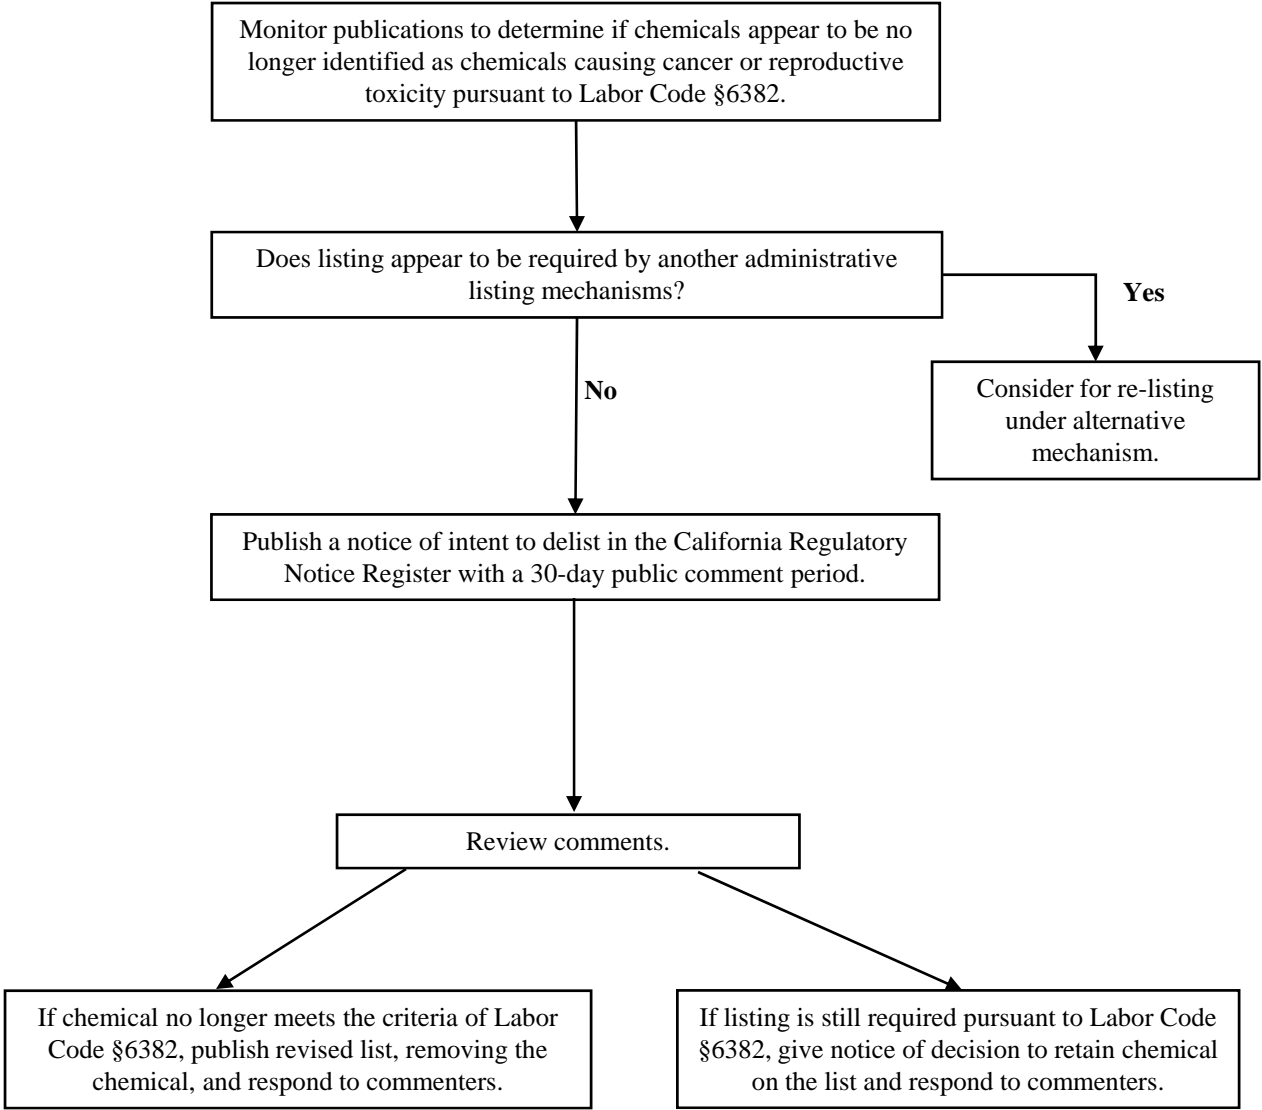 Monitor publications to determine if chemicals appear to be no
longer identified as chemicals causing cancer or reproductive
toxicity pursuant to Labor Code §6382.
Does listing appear to be required by another administrative
listing mechanisms?
Yes
Consider for re-listing
under alternative
mechanism.
No
Publish a notice of intent to delist in the California Regulatory
Notice Register with a 30-day public comment period.
Review comments.
If chemical no longer meets the criteria of Labor
Code §6382, publish revised list, removing the
chemical, and respond to commenters.
If listing is still required pursuant to Labor Code
§6382, give notice of decision to retain chemical
on the list and respond to commenters.